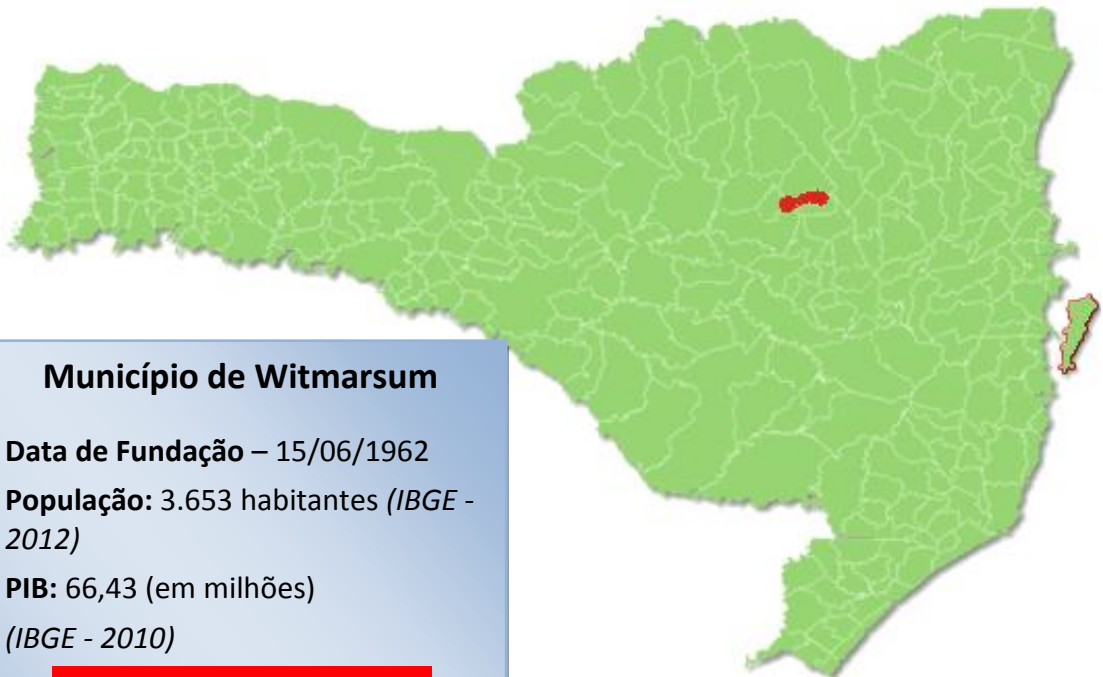 Município de Witmarsum
Data de Fundação – 15/06/1962
População: 3.653 habitantes (IBGE -
2012)
PIB: 66,43 (em milhões)
(IBGE - 2010)